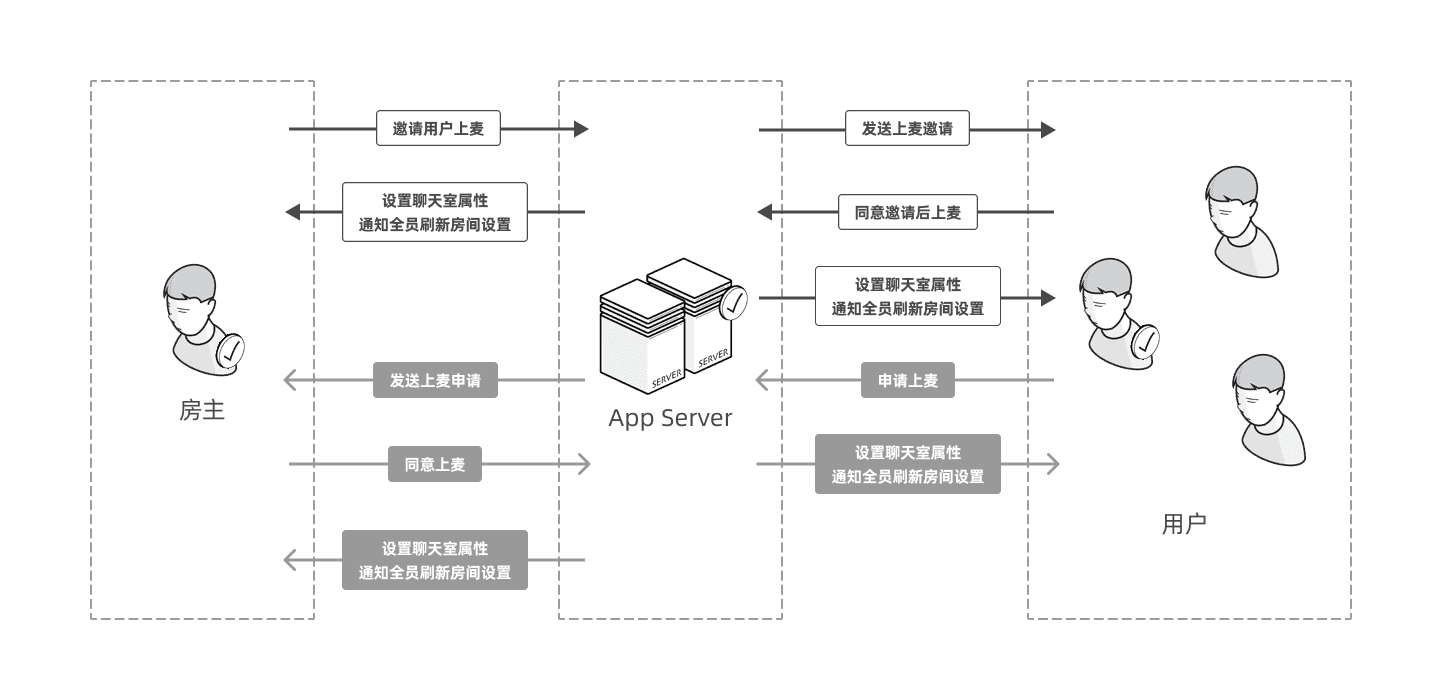 邀请用户上麦
发送上麦邀请
设置聊天室属性
通知全员刷新房间设置
同意邀请后上麦
设置聊天室属性
通知全员刷新房间设置
SERVER
SERVER
发送上麦申请
申请上麦
房主
App Server
同意上麦
设置聊天室属性
通知全员刷新房间设置
用户
设置聊天室属性
通知全员刷新房间设置